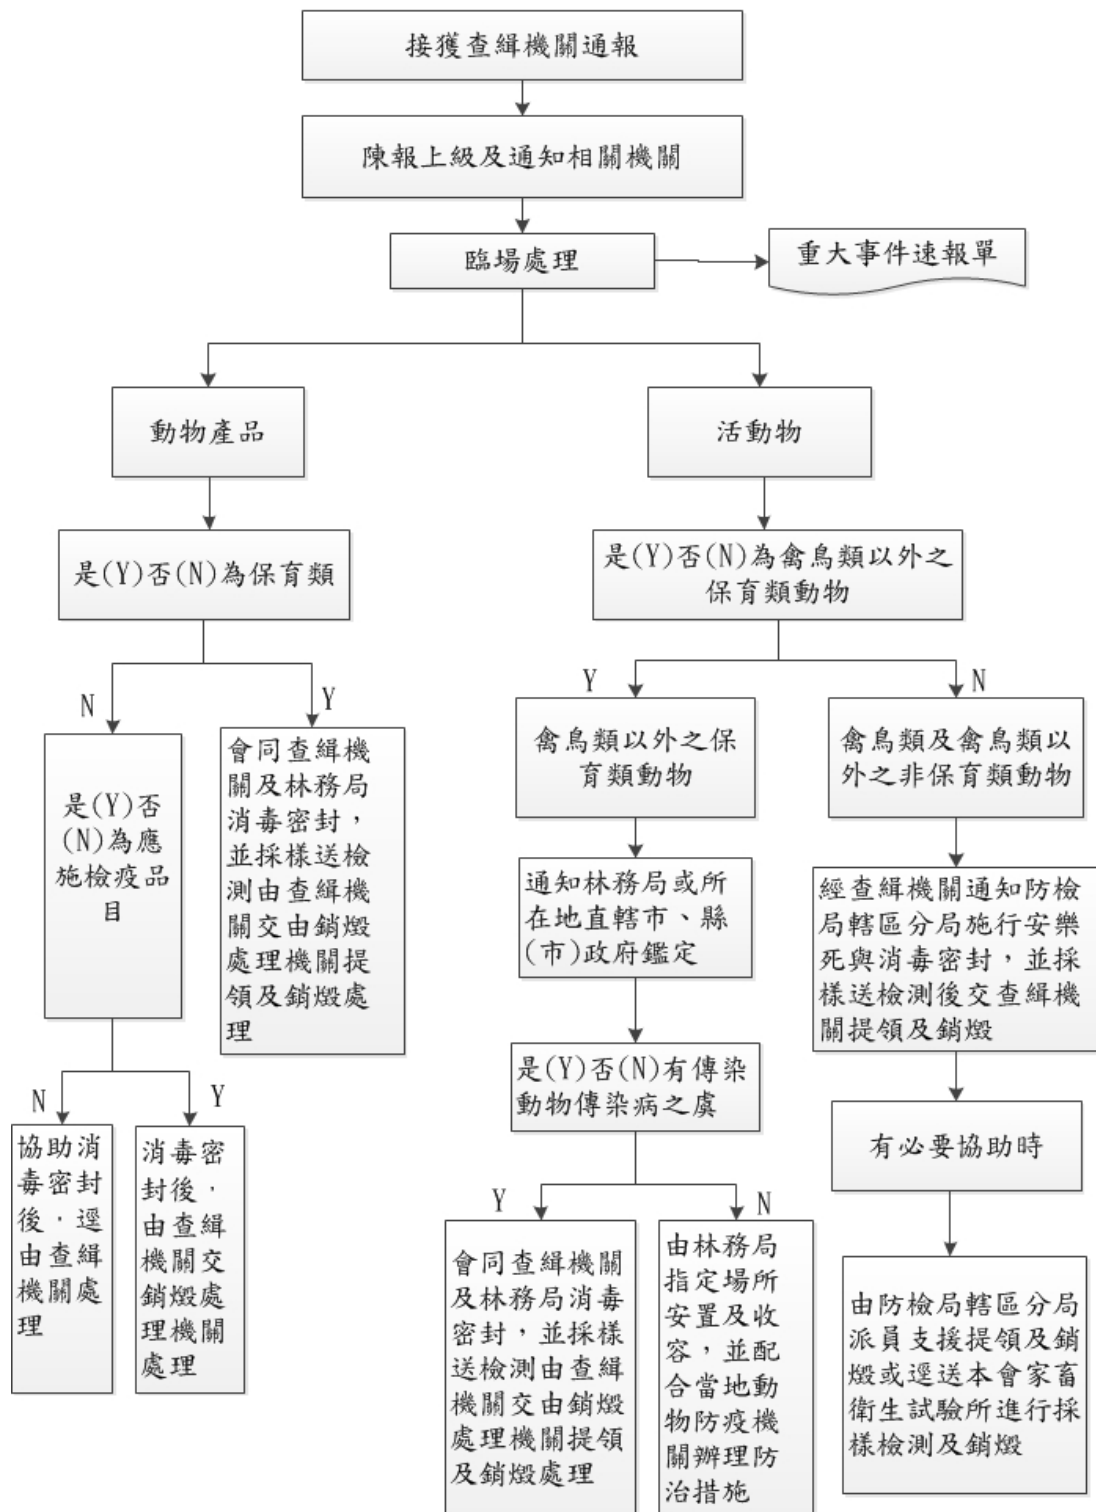 接獲查緝機關通報
陳報上級及通知相關機關
臨場處理
重大事件速報單
動物產品
活動物
是(Y)否(N)為保育類
是(Y)否(N)為禽鳥類以外之
保育類動物
N
Y
Y
N
是(Y)否
(N)為應
施檢疫品
目
會同查緝機
關及林務局
消毒密封，
並採樣送檢
測由查緝機
關交由銷燬
處理機關提
領及銷燬處
理
禽鳥類以外之保
育類動物
禽鳥類及禽鳥類以
外之非保育類動物
通知林務局或所
在地直轄市、縣
(市)政府鑑定
經查緝機關通知防檢
局轄區分局施行安樂
死與消毒密封，並採
樣送檢測後交查緝機
關提領及銷燬
是(Y)否(N)有傳染
動物傳染病之虞
有必要協助時
N
Y
協助消
毒密封
後，逕
由查緝
機關處
理
消毒密
封後，
由查緝
機關交
銷燬處
理機關
處理
Y
N
會同查緝機關
及林務局消毒
密封，並採樣
送檢測由查緝
機關交由銷燬
處理機關提領
及銷燬處理
由林務局
指定場所
安置及收
容，並配
合當地動
物防疫機
關辦理防
治措施
由防檢局轄區分局
派員支援提領及銷
燬或逕送本會家畜
衛生試驗所進行採
樣檢測及銷燬